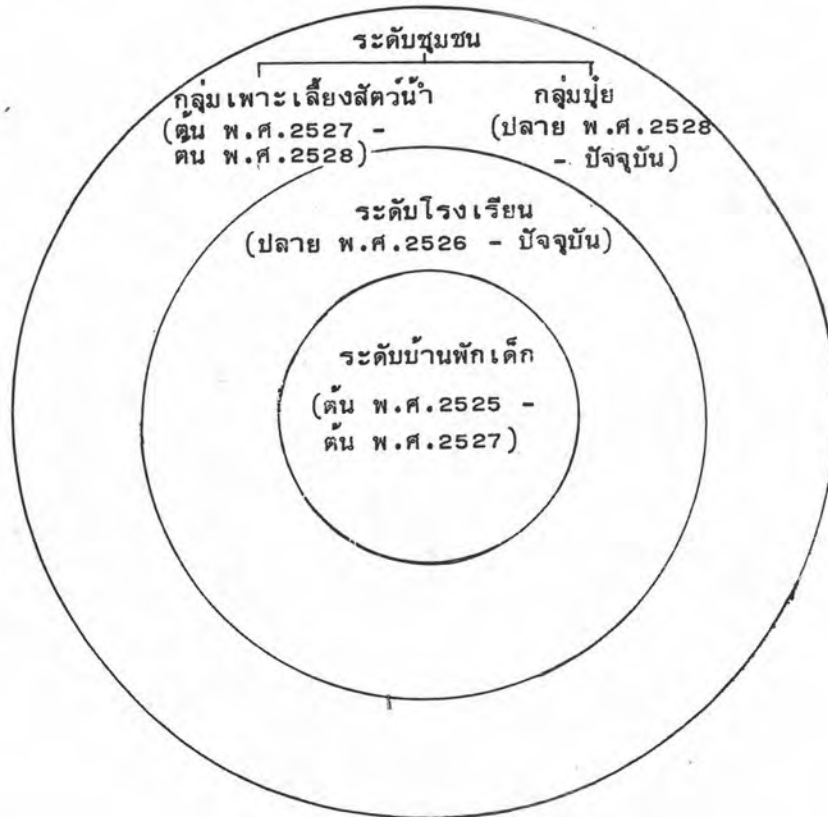 ระดับชุมชน
กลุ่มเพาะเลี้ยงสัตว์น้ำ
(ต้น พ.ศ.2527 -
ต้น พ.ศ.2528)
กลุ่มปุ๋ย
(ปลาย พ.ศ.2528
- ปัจจุบัน)
ระดับโรงเรียน
(ปลาย พ.ศ.2526 - ปัจจุบัน)
ระดับบ้านพักเด็ก
(ต้น พ.ศ.2525 -
ต้น พ.ศ.2527)